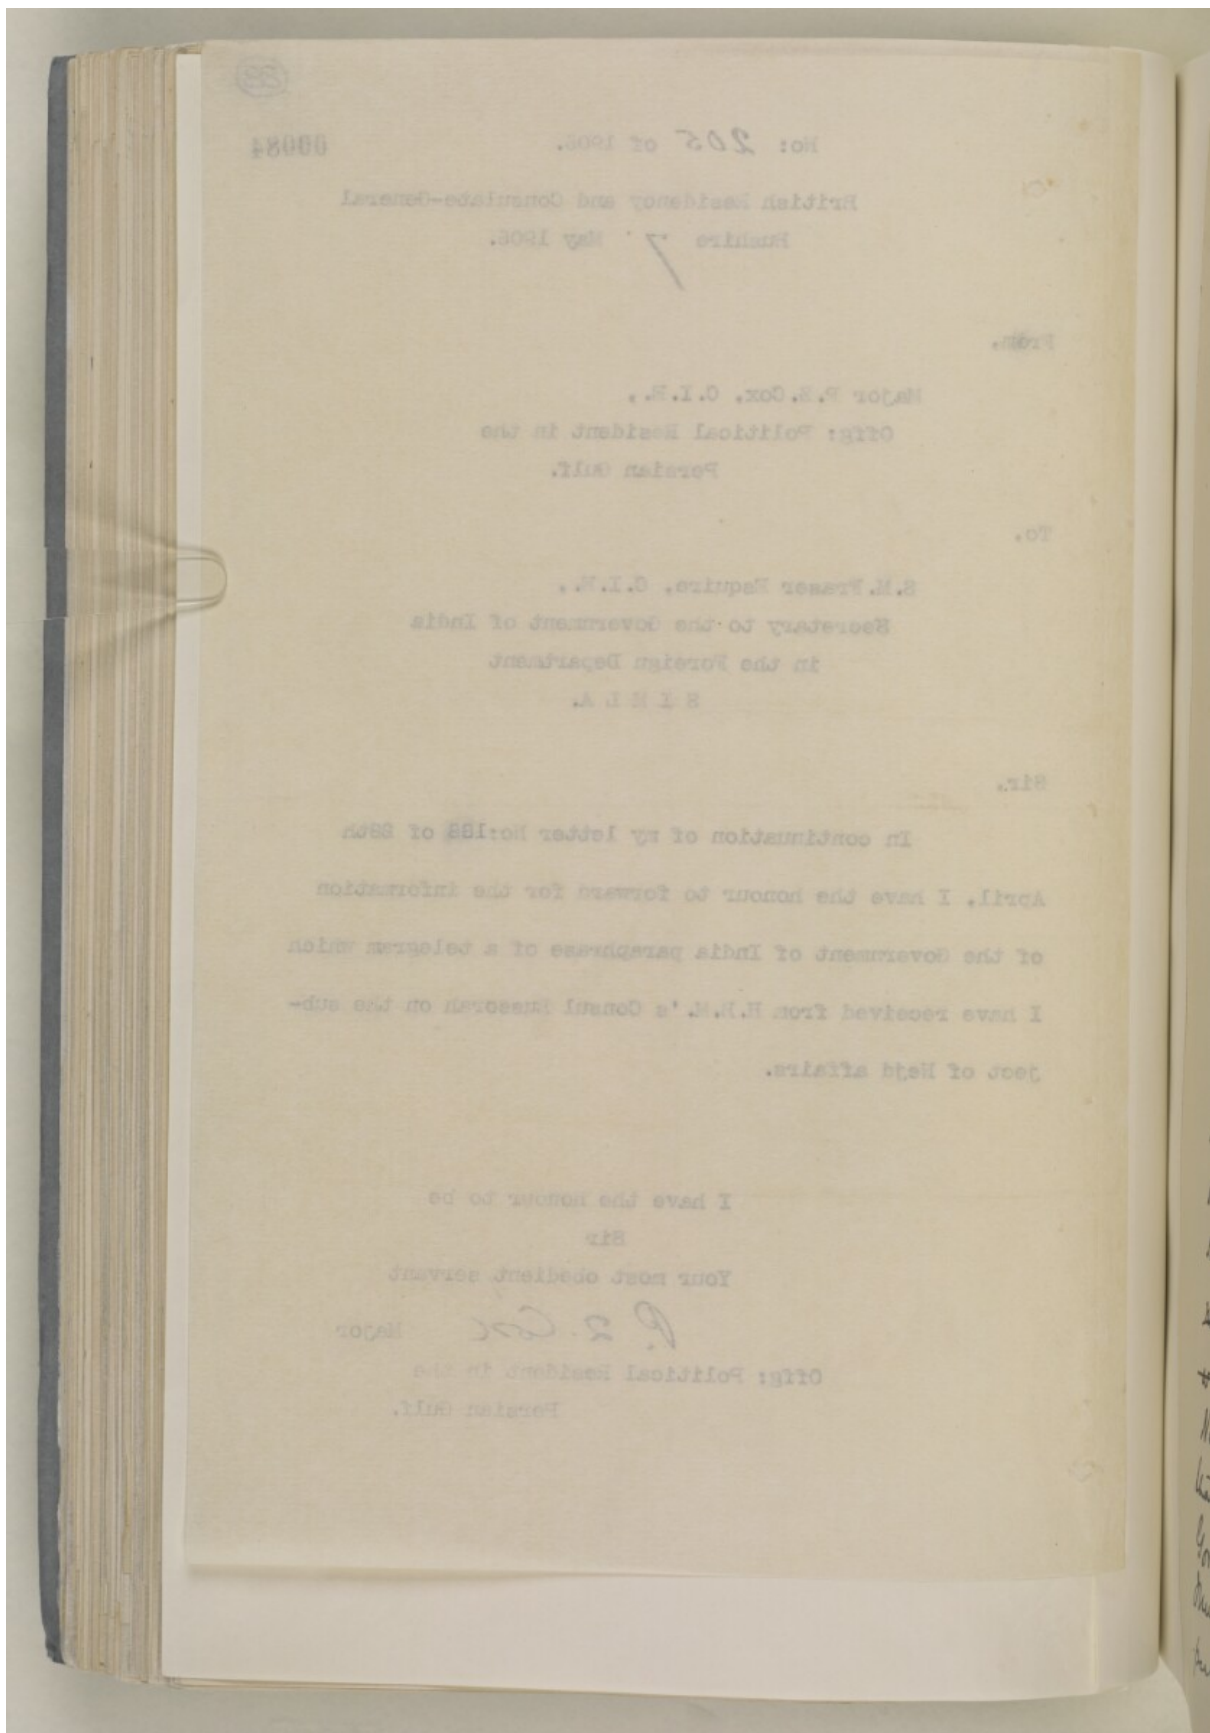 00084
No: 205 of 1906.
British Residency and Consulate-General
Bushire 7 May 1906.
From,
Major P.Z.Cox, C.I.E.,
Offg: Political Resident in the
Persian Gulf.
To.
S.M.Fraser Esquire, C.I.E.,
Secretary to the Government of India
in the Foreign Department
S I M L A.
Sir.
In continuation of my letter No: of
April, I have the honour to forward for the information
of the Government of India paraphrase of a telegram which
I have received from H.B.M.'s Consul Bussorah on the sub-
ject of Nejd affairs.
I have the honour to be
Sir
Your most obedient servant
P. Z. Cox Major
Offg: Political Resident in the
Persian Gulf.